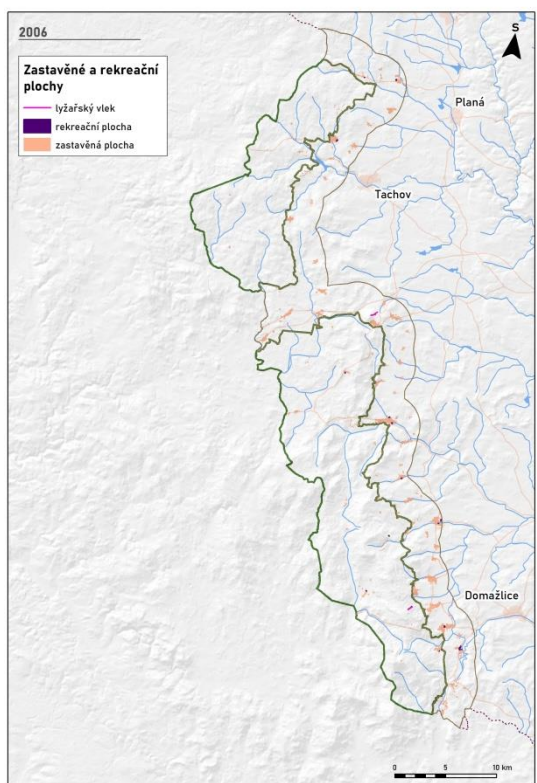 2006
S
Zastavěné a rekreační
plochy
lyžařský vlek
rekreační plocha
zastavěná plocha
Planá
Tachov
Domažlice
0 5 10 km